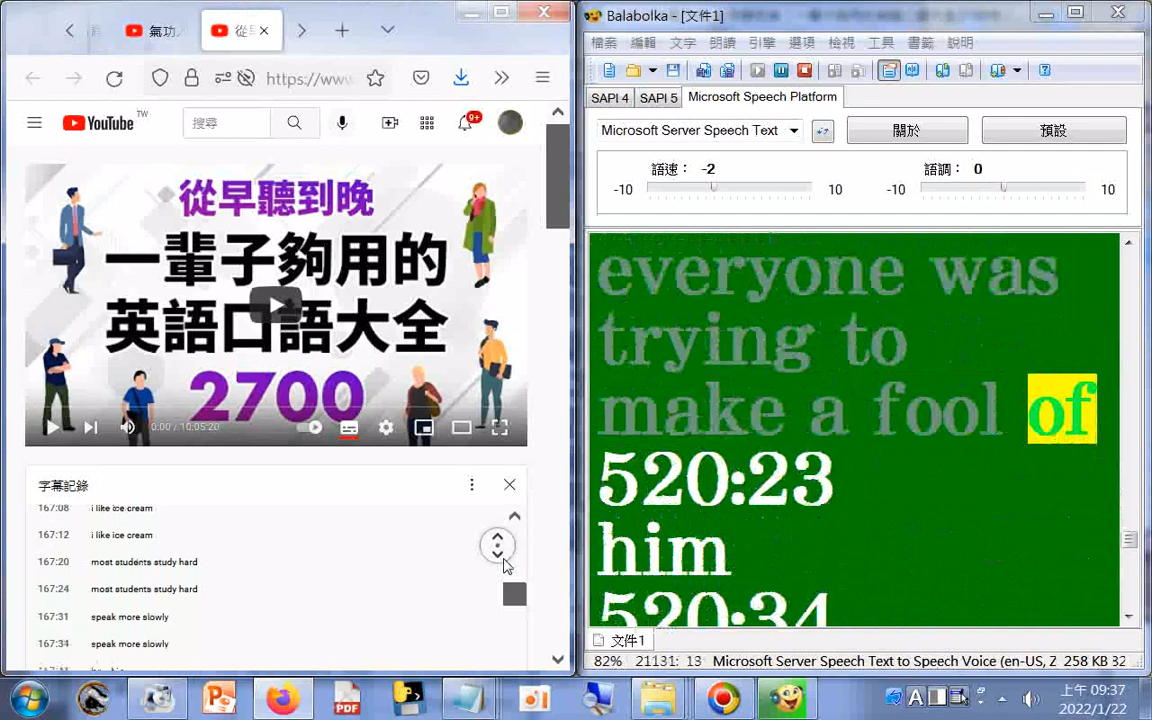 氣功.
從
https://www
YouTube TW
搜尋
9+
從早聽到晚
一輩子夠用的
英語口語大全
2700
0:00 / 10:05:20
字幕記錄
167:08 i like ice cream
167:12 i like ice cream
167:20 most students study hard
167:24 most students study hard
167:31 speak more slowly
167:34 speak more slowly
Balabolka - [文件1]
檔案 編輯 文字 朗讀 引擎 選項 檢視 工具 書籤 說明
SAPI 4 SAPI 5 Microsoft Speech Platform
Microsoft Server Speech Text 關於 預設
語速： -2 語調： 0
-10 10 -10 10
everyone was
trying to
make a fool of
520:23
him
520:34
文件1
82% 21131: 13 Microsoft Server Speech Text to Speech Voice (en-US, Z 258 KB 32
PDF
A
上午 09:37
2022/1/22